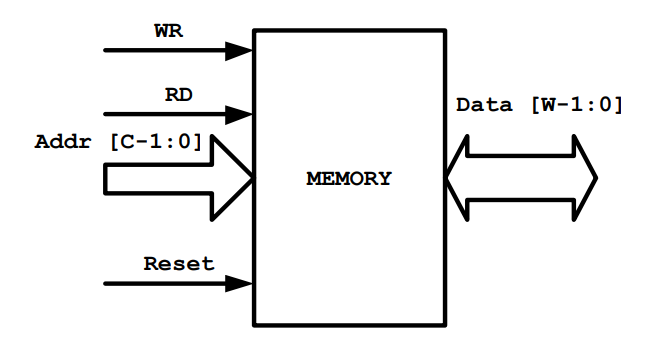 WR
RD
Addr [C-1:0]
Data [W-1:0]
MEMORY
Reset